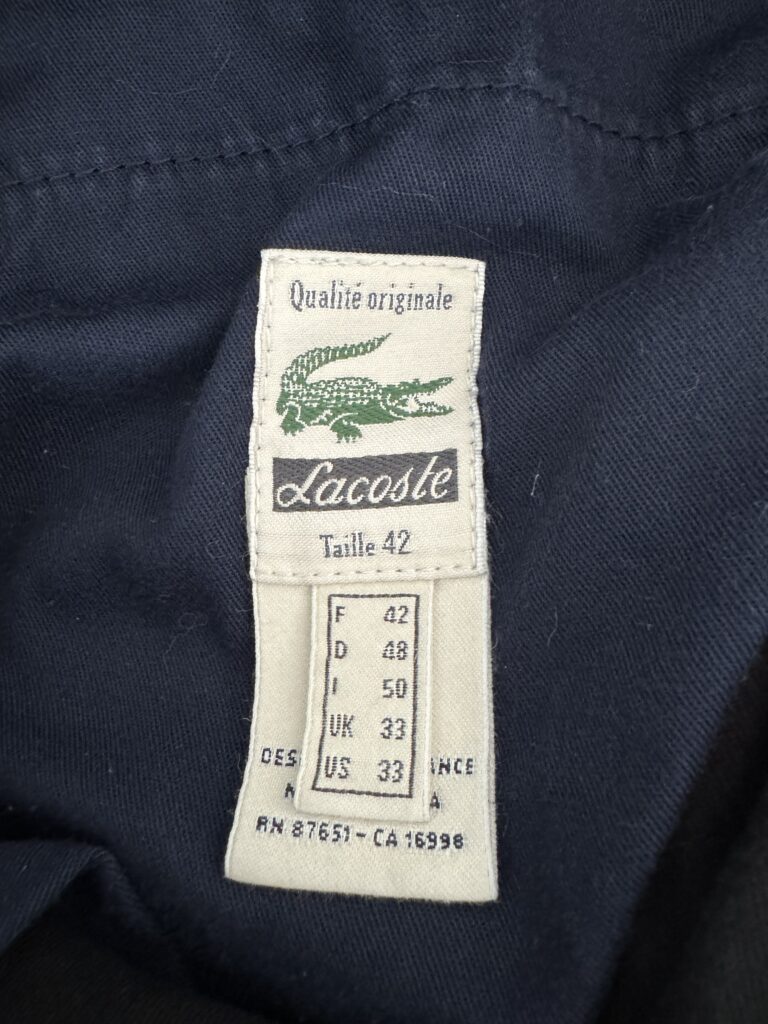 Qualité originale
Lacoste
Taille 42
F 42
D 48
I 50
UK 33
US 33
RN 87651 - CA 16998